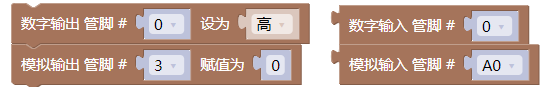 数字输出 管脚 # 0 设为 高
数字输入 管脚 # 0
模拟输出 管脚 # 3 赋值为 0
模拟输入 管脚 # A0